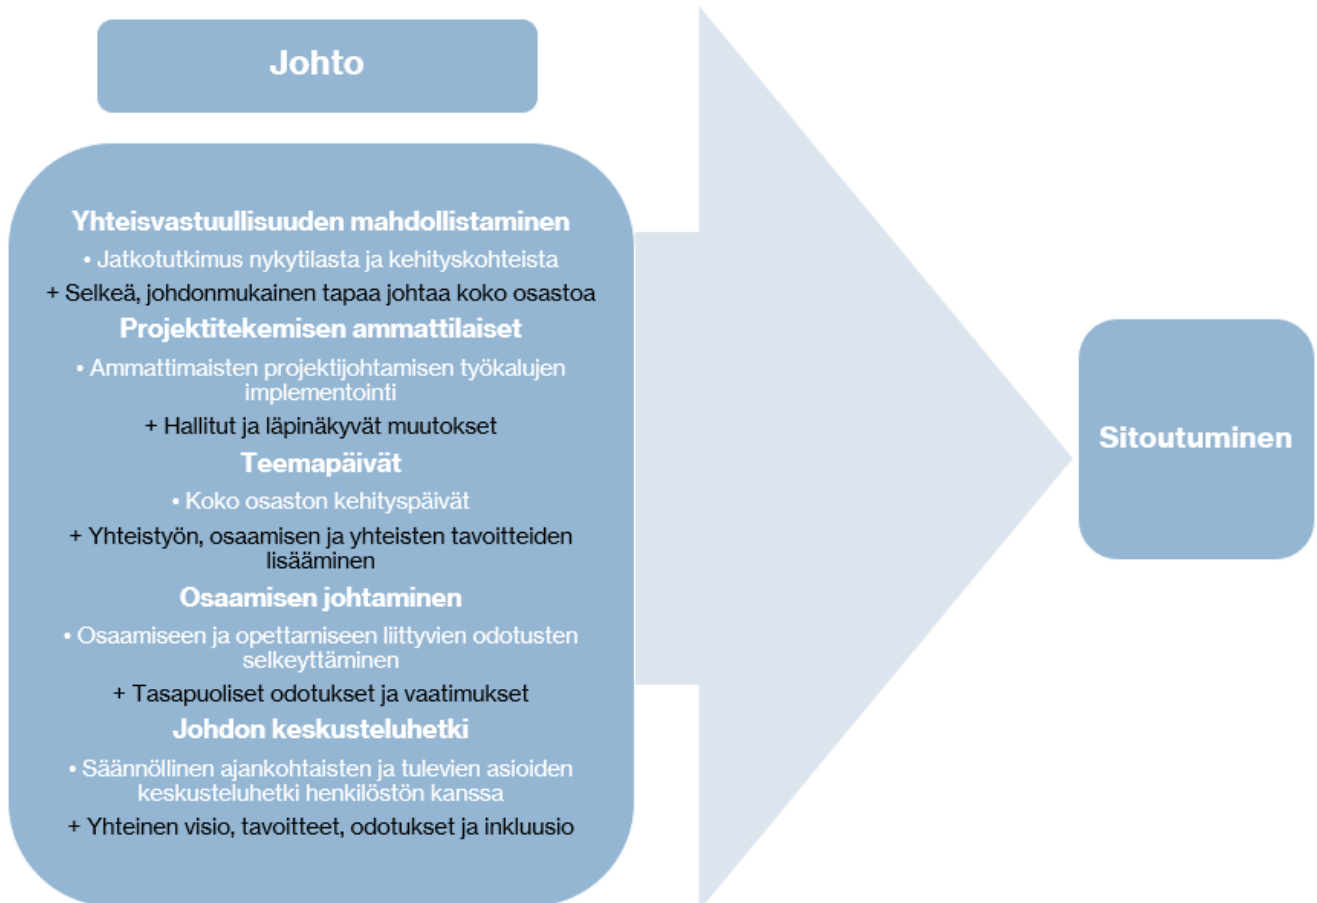 Johto
Yhteisvastuullisuuden mahdollistaminen
• Jatkotutkimus nykytilasta ja kehityskohteista
+ Selkeä, johdonmukainen tapaa johtaa koko osastoa
Projektitekemisen ammattilaiset
• Ammattimaisten projektijohtamisen työkalujen
implementointi
+ Hallitut ja läpinäkyvät muutokset
Teemapäivät
• Koko osaston kehityspäivät
+ Yhteistyön, osaamisen ja yhteisten tavoitteiden
lisääminen
Osaamisen johtaminen
• Osaamiseen ja opettamiseen liittyvien odotusten
selkeyttäminen
+ Tasapuoliset odotukset ja vaatimukset
Johdon keskusteluhetki
• Säännöllinen ajankohtaisten ja tulevien asioiden
keskusteluhetki henkilöstön kanssa
+ Yhteinen visio, tavoitteet, odotukset ja inkluusio
Sitoutuminen